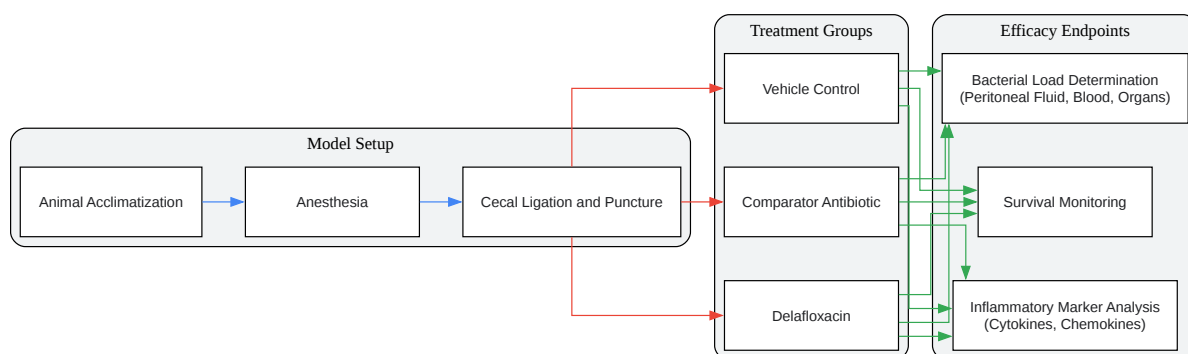 Model Setup
Animal Acclimatization
Anesthesia
Cecal Ligation and Puncture
Treatment Groups
Vehicle Control
Comparator Antibiotic
Delafloxacin
Efficacy Endpoints
Bacterial Load Determination
(Peritoneal Fluid, Blood, Organs)
Survival Monitoring
Inflammatory Marker Analysis
(Cytokines, Chemokines)